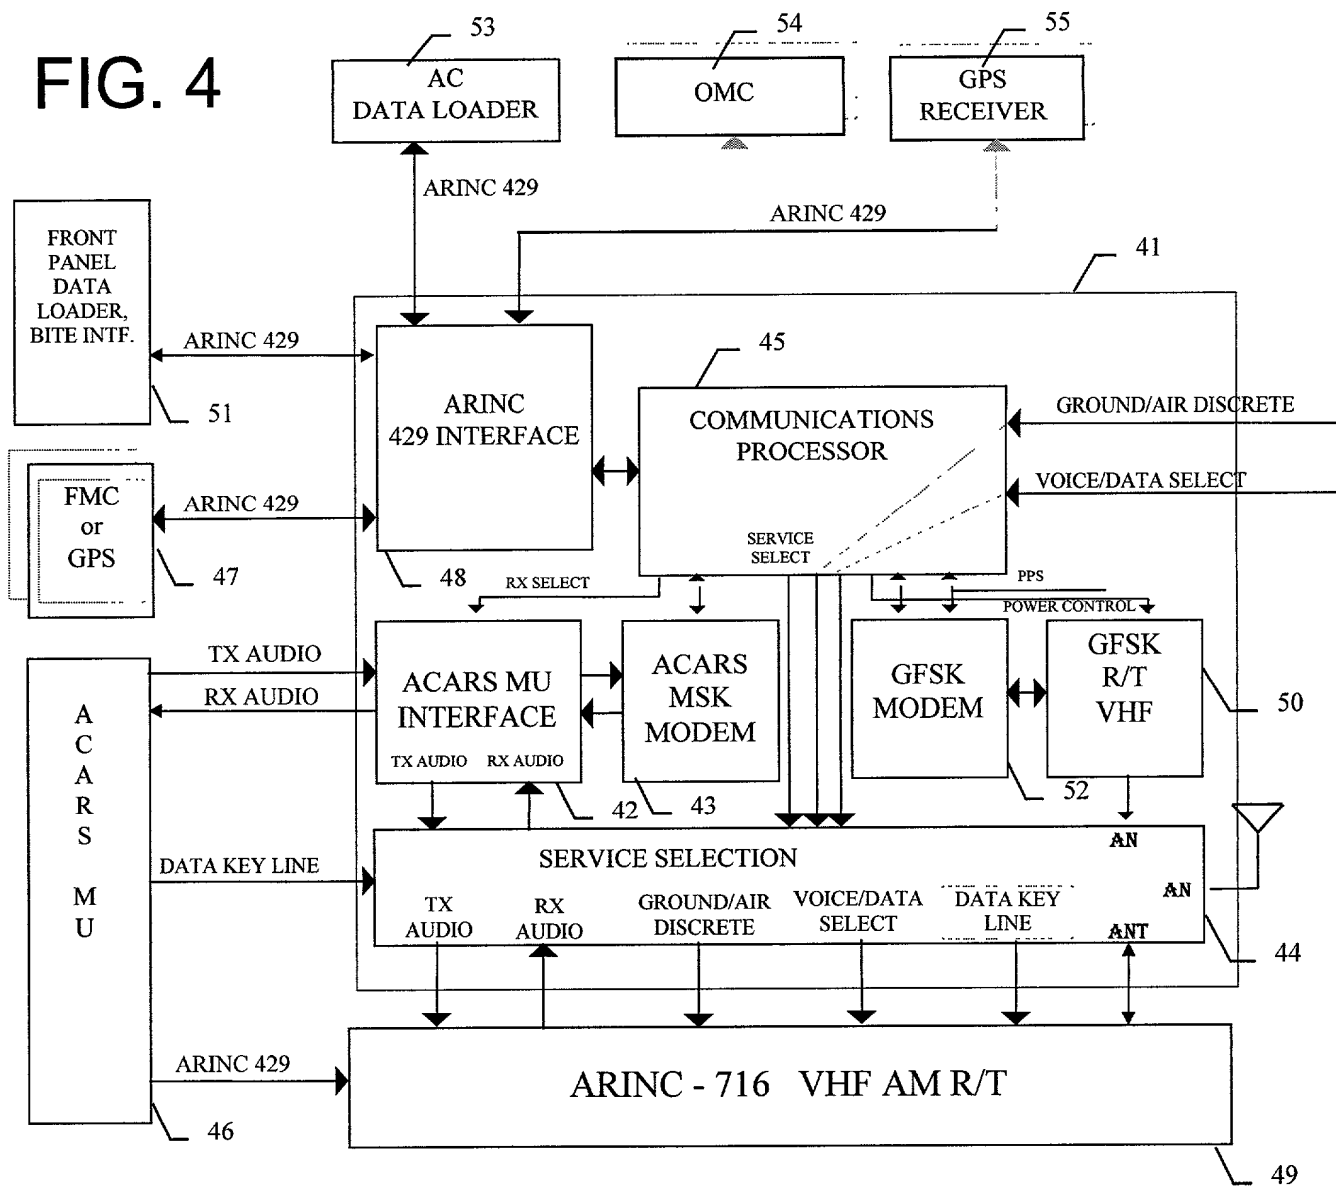 FIG. 4
53
54
55
AC
DATA LOADER
OMC
GPS
RECEIVER
ARINC 429
ARINC 429
FRONT
PANEL
DATA
LOADER,
BITE INTF.
41
ARINC 429
45
51
ARINC
429 INTERFACE
COMMUNICATIONS
PROCESSOR
GROUND/AIR DISCRETE
VOICE/DATA SELECT
FMC
or
GPS
ARINC 429
47
48
SERVICE
SELECT
RX SELECT
PPS
POWER CONTROL
TX AUDIO
RX AUDIO
ACARS MU
INTERFACE
TX AUDIO
RX AUDIO
ACARS
MSK
MODEM
GFSK
MODEM
GFSK
R/T
VHF
50
42
43
52
A
C
A
R
S
M
U
DATA KEY LINE
SERVICE SELECTION
AN
AN
TX
AUDIO
RX
AUDIO
GROUND/AIR
DISCRETE
VOICE/DATA
SELECT
DATA KEY
LINE
ANT
44
ARINC 429
46
ARINC - 716 VHF AM R/T
49